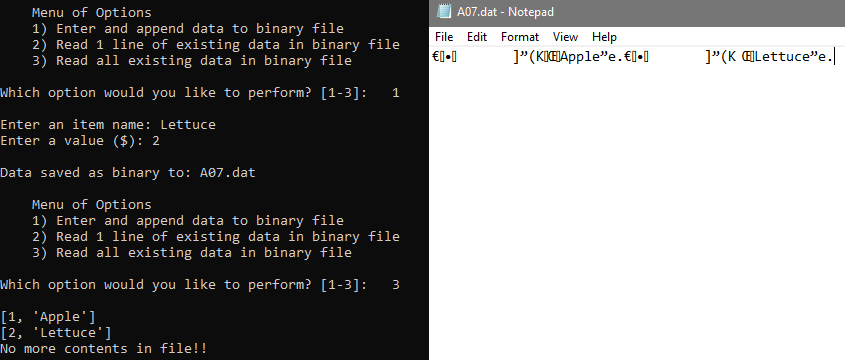 Menu of Options
1) Enter and append data to binary file
2) Read 1 line of existing data in binary file
3) Read all existing data in binary file
Which option would you like to perform? [1-3]: 1
Enter an item name: Lettuce
Enter a value ($): 2
Data saved as binary to: A07.dat
Menu of Options
1) Enter and append data to binary file
2) Read 1 line of existing data in binary file
3) Read all existing data in binary file
Which option would you like to perform? [1-3]: 3
[1, 'Apple']
[2, 'Lettuce']
No more contents in file!!
A07.dat - Notepad
File Edit Format View Help
€▯•▯ ]”(K▯Œ▯Apple”e.€▯•▯ ]”(K Œ▯Lettuce”e.